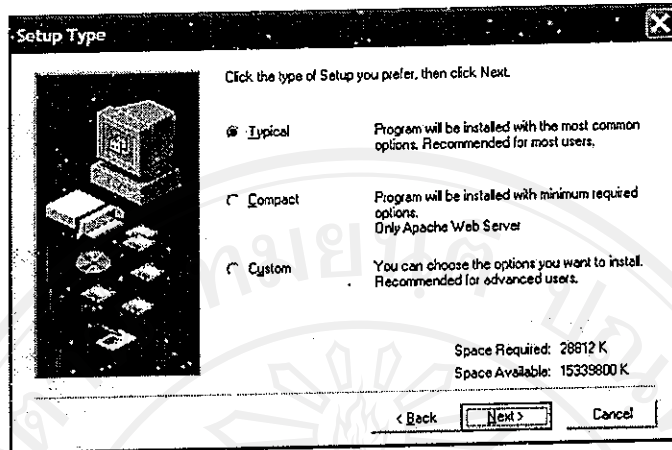 Setup Type
Click the type of Setup you prefer, then click Next.
Typical
Program will be installed with the most common
options. Recommended for most users.
Compact
Program will be installed with minimum required
options.
Only Apache Web Server
Custom
You can choose the options you want to install.
Recommended for advanced users.
Space Required: 28812 K
Space Available: 15339800 K
< Back
Next >
Cancel